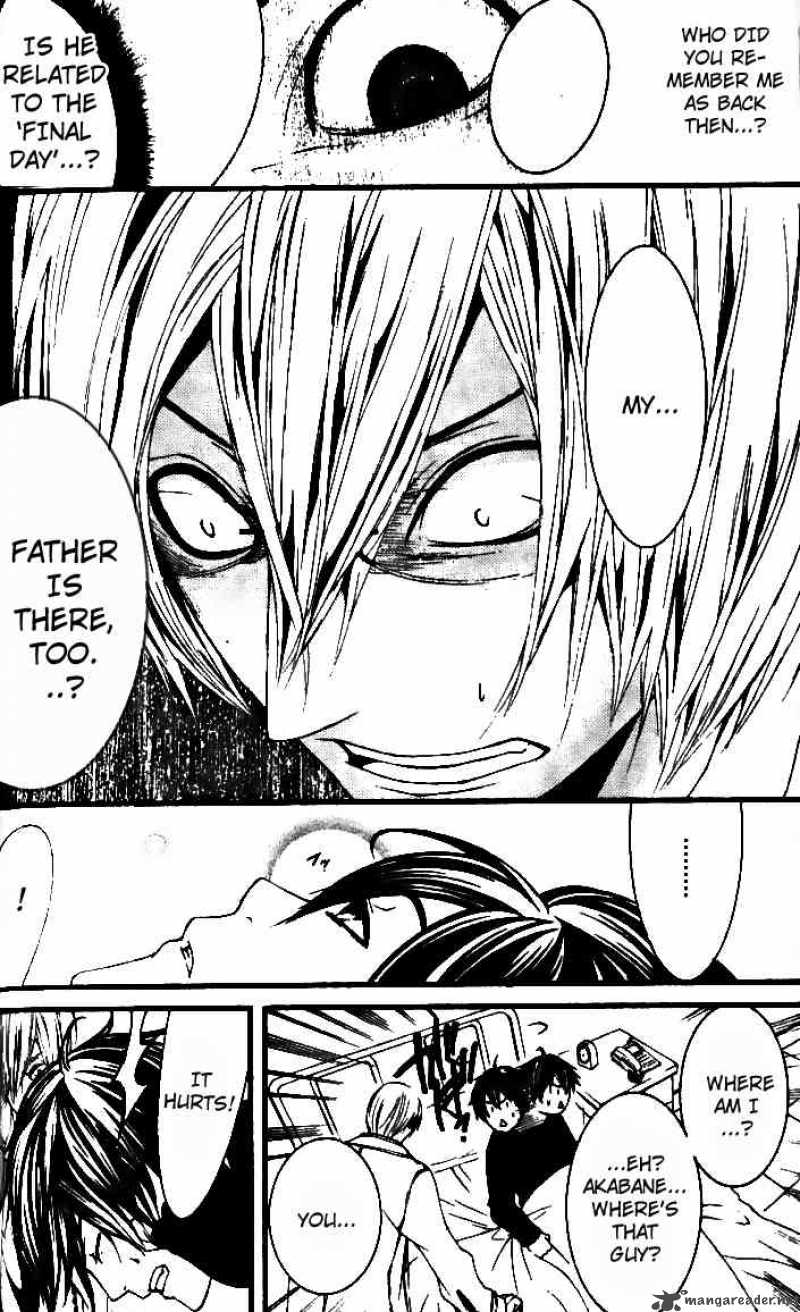 WHO DID
YOU RE-
MEMBER ME
AS BACK
THEN...?
IS HE
RELATED
TO THE
'FINAL
DAY'...?
MY...
FATHER
IS
THERE,
TOO.
..?
.........
!
WHERE
AM I
...?
...EH?
AKABANE...
WHERE'S
THAT
GUY?
YOU...
IT
HURTS!
mangareader.net